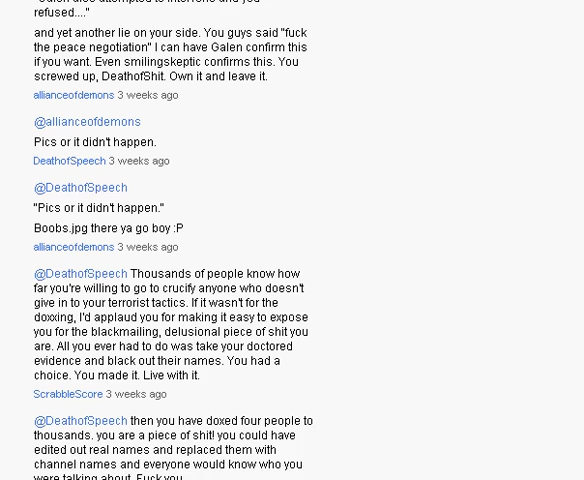 "Galen also attempted to intervene and you
refused...."
and yet another lie on your side. You guys said "fuck
the peace negotiation" I can have Galen confirm this
if you want. Even smilingskeptic confirms this. You
screwed up, DeathofShit. Own it and leave it.
allianceofdemons 3 weeks ago
@allianceofdemons
Pics or it didn't happen.
DeathofSpeech 3 weeks ago
@DeathofSpeech
"Pics or it didn't happen."
Boobs.jpg there ya go boy :P
allianceofdemons 3 weeks ago
@DeathofSpeech Thousands of people know how
far you're willing to go to crucify anyone who doesn't
give in to your terrorist tactics. If it wasn't for the
doxxing, I'd applaud you for making it easy to expose
you for the blackmailing, delusional piece of shit you
are. All you ever had to do was take your doctored
evidence and black out their names. You had a
choice. You made it. Live with it.
ScrabbleScore 3 weeks ago
@DeathofSpeech then you have doxed four people to
thousands. you are a piece of shit! you could have
edited out real names and replaced them with
channel names and everyone would know who you
were talking about. Fuck you